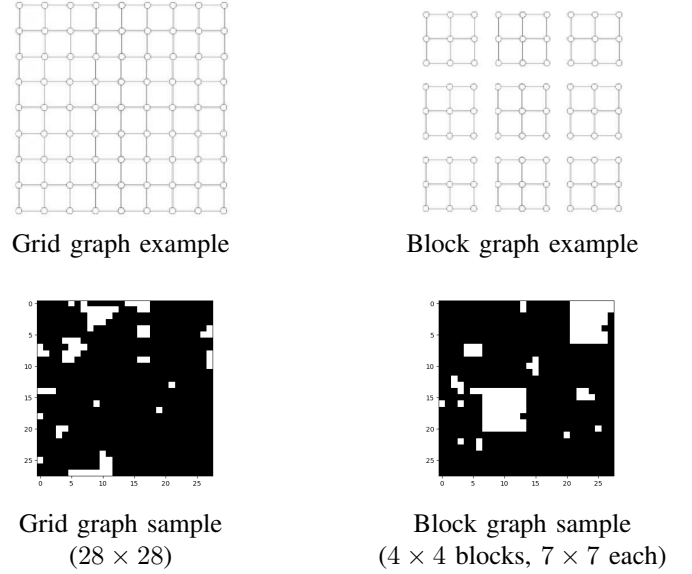 Grid graph example
Block graph example
0
5
10
15
20
25
0 5 10 15 20 25
0
5
10
15
20
25
0 5 10 15 20 25
Grid graph sample
(28 × 28)
Block graph sample
(4 × 4 blocks, 7 × 7 each)